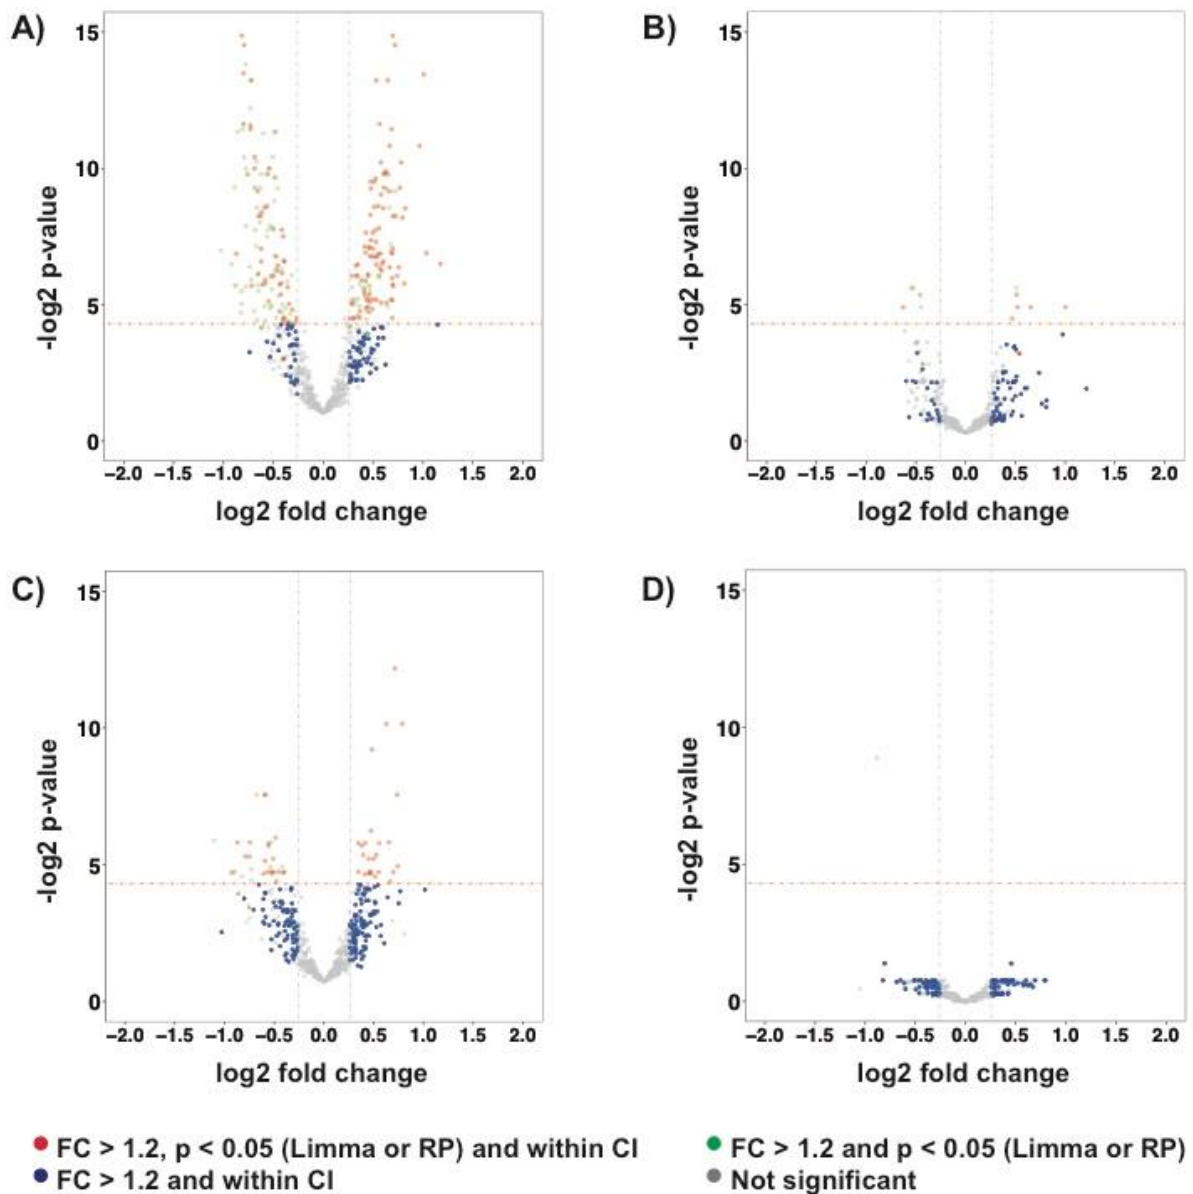 A)
15
10
5
0
-log2 p-value
-2.0 -1.5 -1.0 -0.5 0.0 0.5 1.0 1.5 2.0
log2 fold change
B)
15
10
5
0
-log2 p-value
-2.0 -1.5 -1.0 -0.5 0.0 0.5 1.0 1.5 2.0
log2 fold change
C)
15
10
5
0
-log2 p-value
-2.0 -1.5 -1.0 -0.5 0.0 0.5 1.0 1.5 2.0
log2 fold change
D)
15
10
5
0
-log2 p-value
-2.0 -1.5 -1.0 -0.5 0.0 0.5 1.0 1.5 2.0
log2 fold change
FC > 1.2, p < 0.05 (Limma or RP) and within CI
FC > 1.2 and within CI
FC > 1.2 and p < 0.05 (Limma or RP)
Not significant